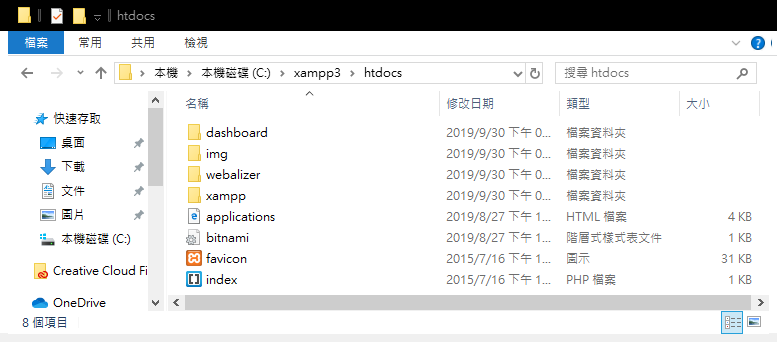 htdocs
檔案 常用 共用 檢視
本機 本機磁碟 (C:) xampp3 htdocs 搜尋 htdocs
名稱 修改日期 類型 大小
快速存取
桌面
下載
文件
圖片
本機磁碟 (C:)
Creative Cloud Fi
OneDrive
dashboard 2019/9/30 下午 0... 檔案資料夾
img 2019/9/30 下午 0... 檔案資料夾
webalizer 2019/9/30 下午 0... 檔案資料夾
xampp 2019/9/30 下午 0... 檔案資料夾
applications 2019/8/27 下午 1... HTML 檔案 4 KB
bitnami 2019/8/27 下午 1... 階層式樣式表文件 1 KB
favicon 2015/7/16 下午 1... 圖示 31 KB
index 2015/7/16 下午 1... PHP 檔案 1 KB
8 個項目